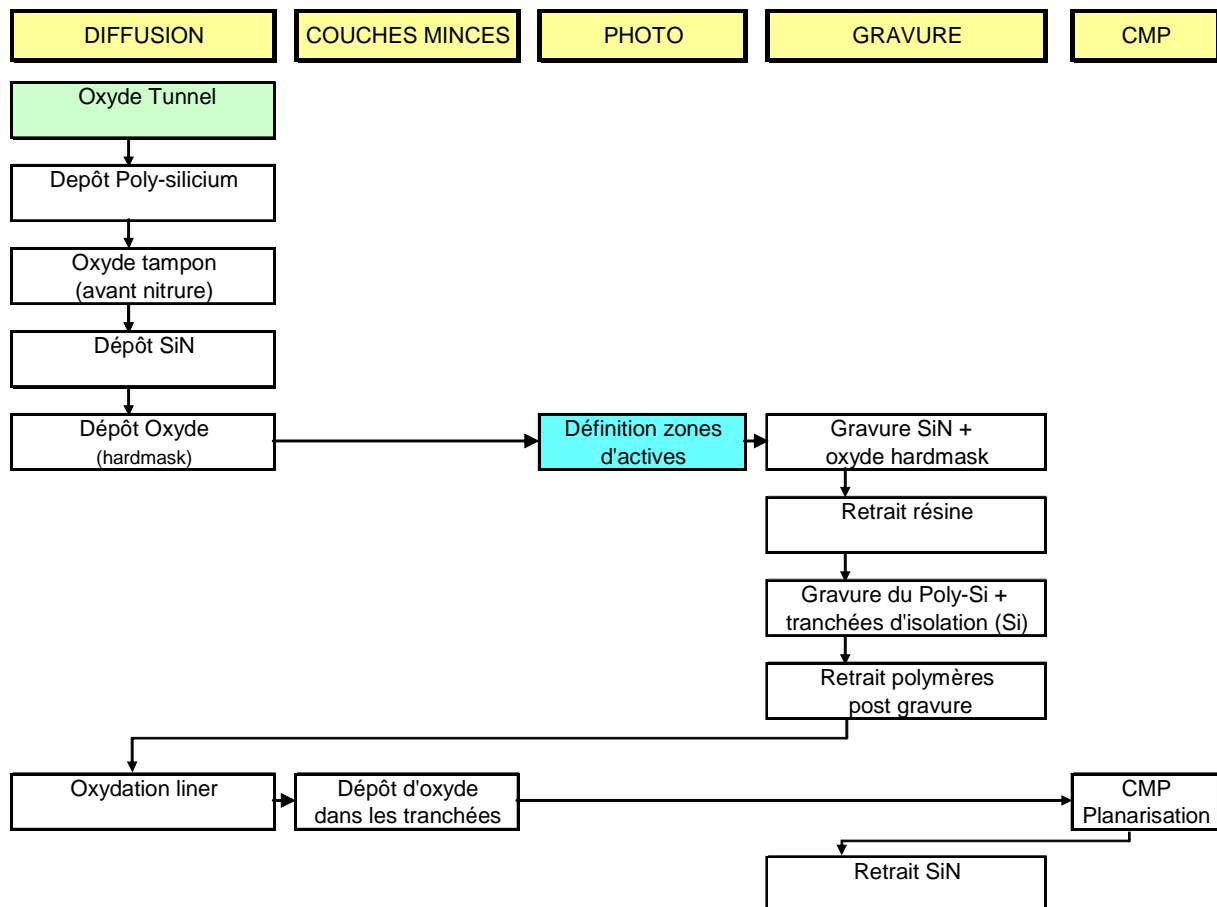 DIFFUSION
COUCHES MINCES
PHOTO
GRAVURE
CMP
Oxyde Tunnel
Depôt Poly-silicium
Oxyde tampon
(avant nitrure)
Dépôt SiN
Dépôt Oxyde
(hardmask)
Définition zones
d'actives
Gravure SiN +
oxyde hardmask
Retrait résine
Gravure du Poly-Si +
tranchées d'isolation (Si)
Retrait polymères
post gravure
Oxydation liner
Dépôt d'oxyde
dans les tranchées
CMP
Planarisation
Retrait SiN